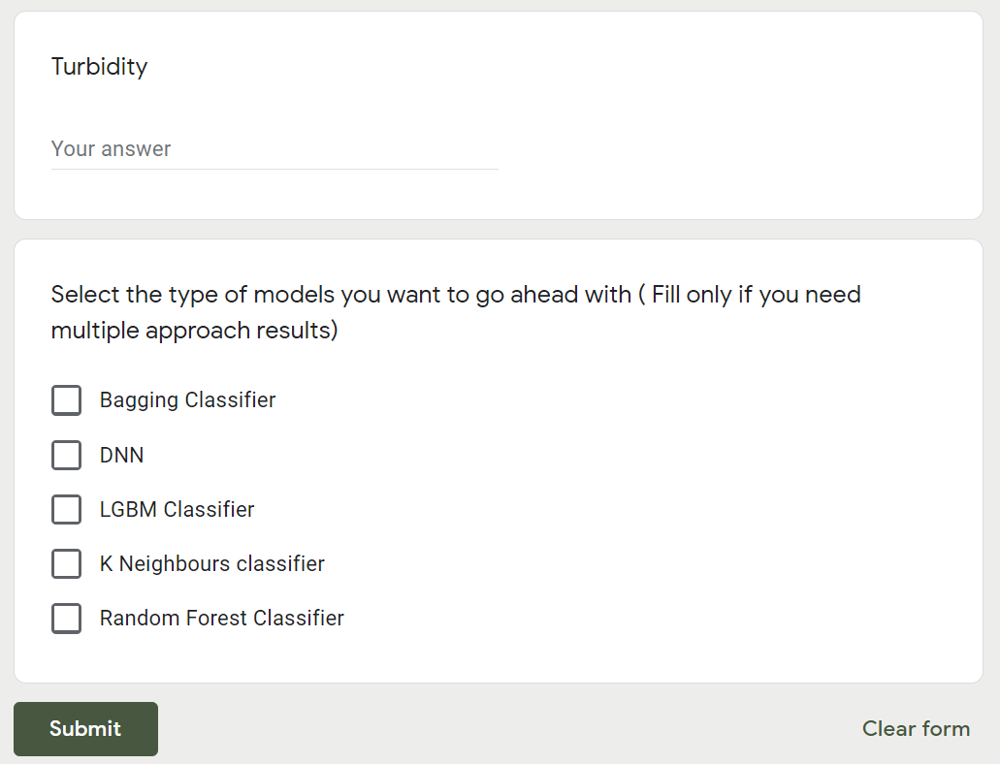 Turbidity
Your answer
Select the type of models you want to go ahead with ( Fill only if you need
multiple approach results)
Bagging Classifier
DNN
LGBM Classifier
K Neighbours classifier
Random Forest Classifier
Submit
Clear form